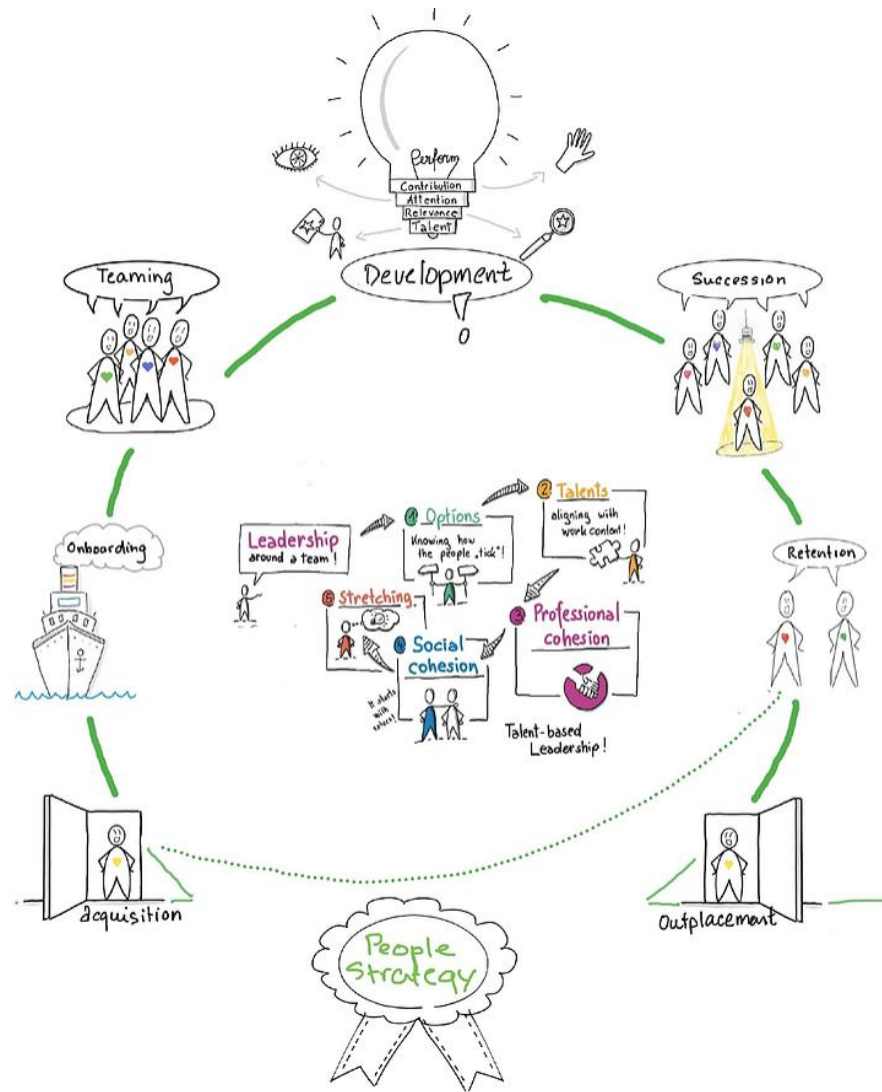 Perform
Contribution
Attention
Relevance
Talent
Development
Teaming
Succession
Onboarding
Retention
Leadership
around a team!
1 Options
Knowing how
the people „tick"!
2 Talents
aligning with
work content!
3 Professional
cohesion
4 Social
cohesion
It starts
with
values!
5 Stretching
Talent-based
Leadership!
acquisition
Outplacement
People
Strategy